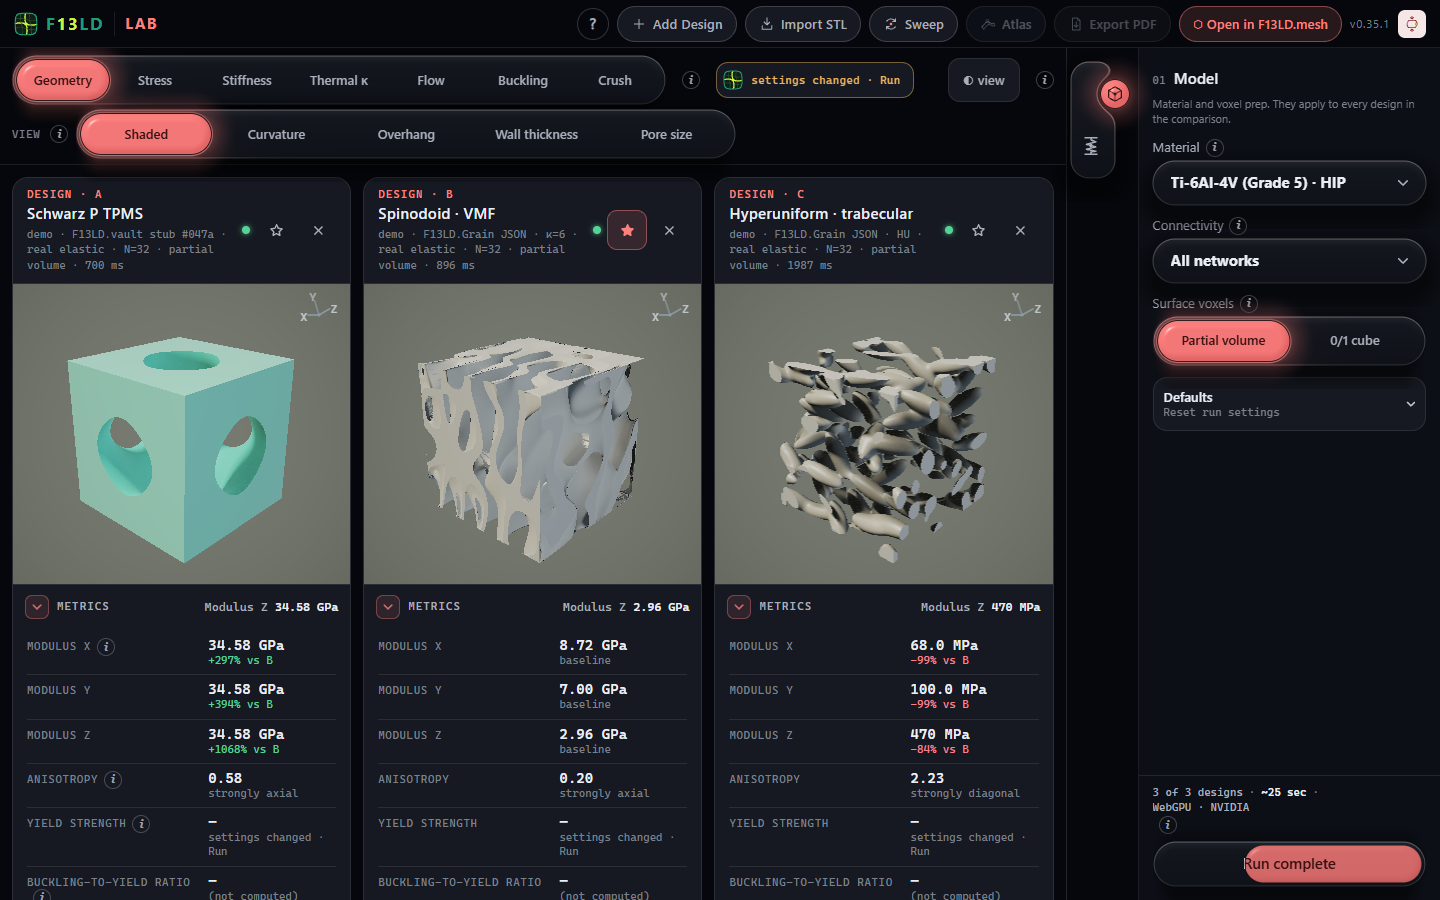 F13LD LAB
? Add Design Import STL Sweep Atlas Export PDF Open in F13LD.mesh v0.35.1
Geometry Stress Stiffness Thermal κ Flow Buckling Crush i settings changed · Run view i
VIEW i Shaded Curvature Overhang Wall thickness Pore size
01 Model
Material and voxel prep. They apply to every design in
the comparison.
Material i
Ti-6Al-4V (Grade 5) · HIP
Connectivity i
All networks
Surface voxels i
Partial volume 0/1 cube
Defaults
Reset run settings
3 of 3 designs · ~25 sec ·
WebGPU · NVIDIA
i
Run complete
DESIGN · A
Schwarz P TPMS
demo · F13LD.vault stub #047a ·
real elastic · N=32 · partial
volume · 700 ms
Y
X Z
METRICS Modulus Z 34.58 GPa
MODULUS X i 34.58 GPa
+297% vs B
MODULUS Y 34.58 GPa
+394% vs B
MODULUS Z 34.58 GPa
+1068% vs B
ANISOTROPY i 0.58
strongly axial
YIELD STRENGTH i —
settings changed ·
Run
BUCKLING-TO-YIELD RATIO —
i (not computed)
DESIGN · B
Spinodoid · VMF
demo · F13LD.Grain JSON · κ=6 ·
real elastic · N=32 · partial
volume · 896 ms
Y
X Z
METRICS Modulus Z 2.96 GPa
MODULUS X 8.72 GPa
baseline
MODULUS Y 7.00 GPa
baseline
MODULUS Z 2.96 GPa
baseline
ANISOTROPY 0.20
strongly axial
YIELD STRENGTH —
settings changed ·
Run
BUCKLING-TO-YIELD RATIO —
(not computed)
DESIGN · C
Hyperuniform · trabecular
demo · F13LD.Grain JSON · HU ·
real elastic · N=32 · partial
volume · 1987 ms
Y
X Z
METRICS Modulus Z 470 MPa
MODULUS X 68.0 MPa
−99% vs B
MODULUS Y 100.0 MPa
−99% vs B
MODULUS Z 470 MPa
−84% vs B
ANISOTROPY 2.23
strongly diagonal
YIELD STRENGTH —
settings changed ·
Run
BUCKLING-TO-YIELD RATIO —
(not computed)